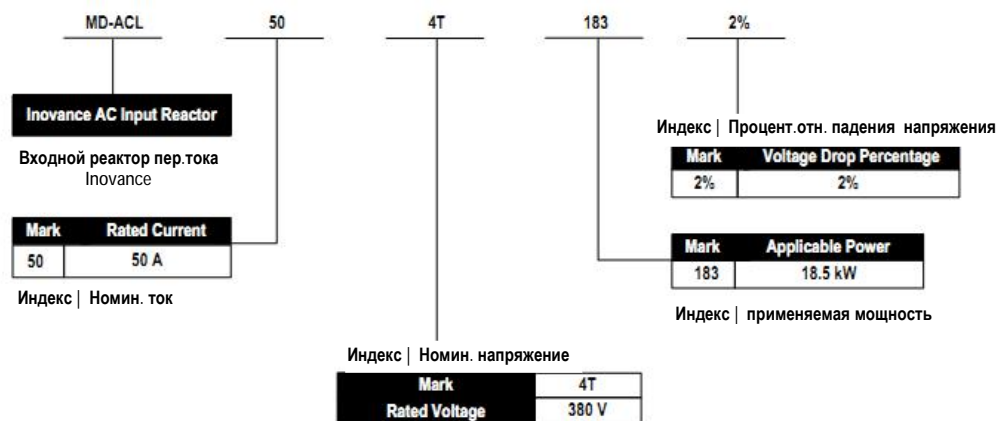 MD-ACL 50 4T 183 2%
Inovance AC Input Reactor
Входной реактор пер.тока
Inovance
Mark Rated Current
50 50 A
Индекс | Номин. ток
Индекс | Процент.отн. падения напряжения
Mark Voltage Drop Percentage
2% 2%
Mark Applicable Power
183 18.5 kW
Индекс | применяемая мощность
Индекс | Номин. напряжение
Mark 4T
Rated Voltage 380 V